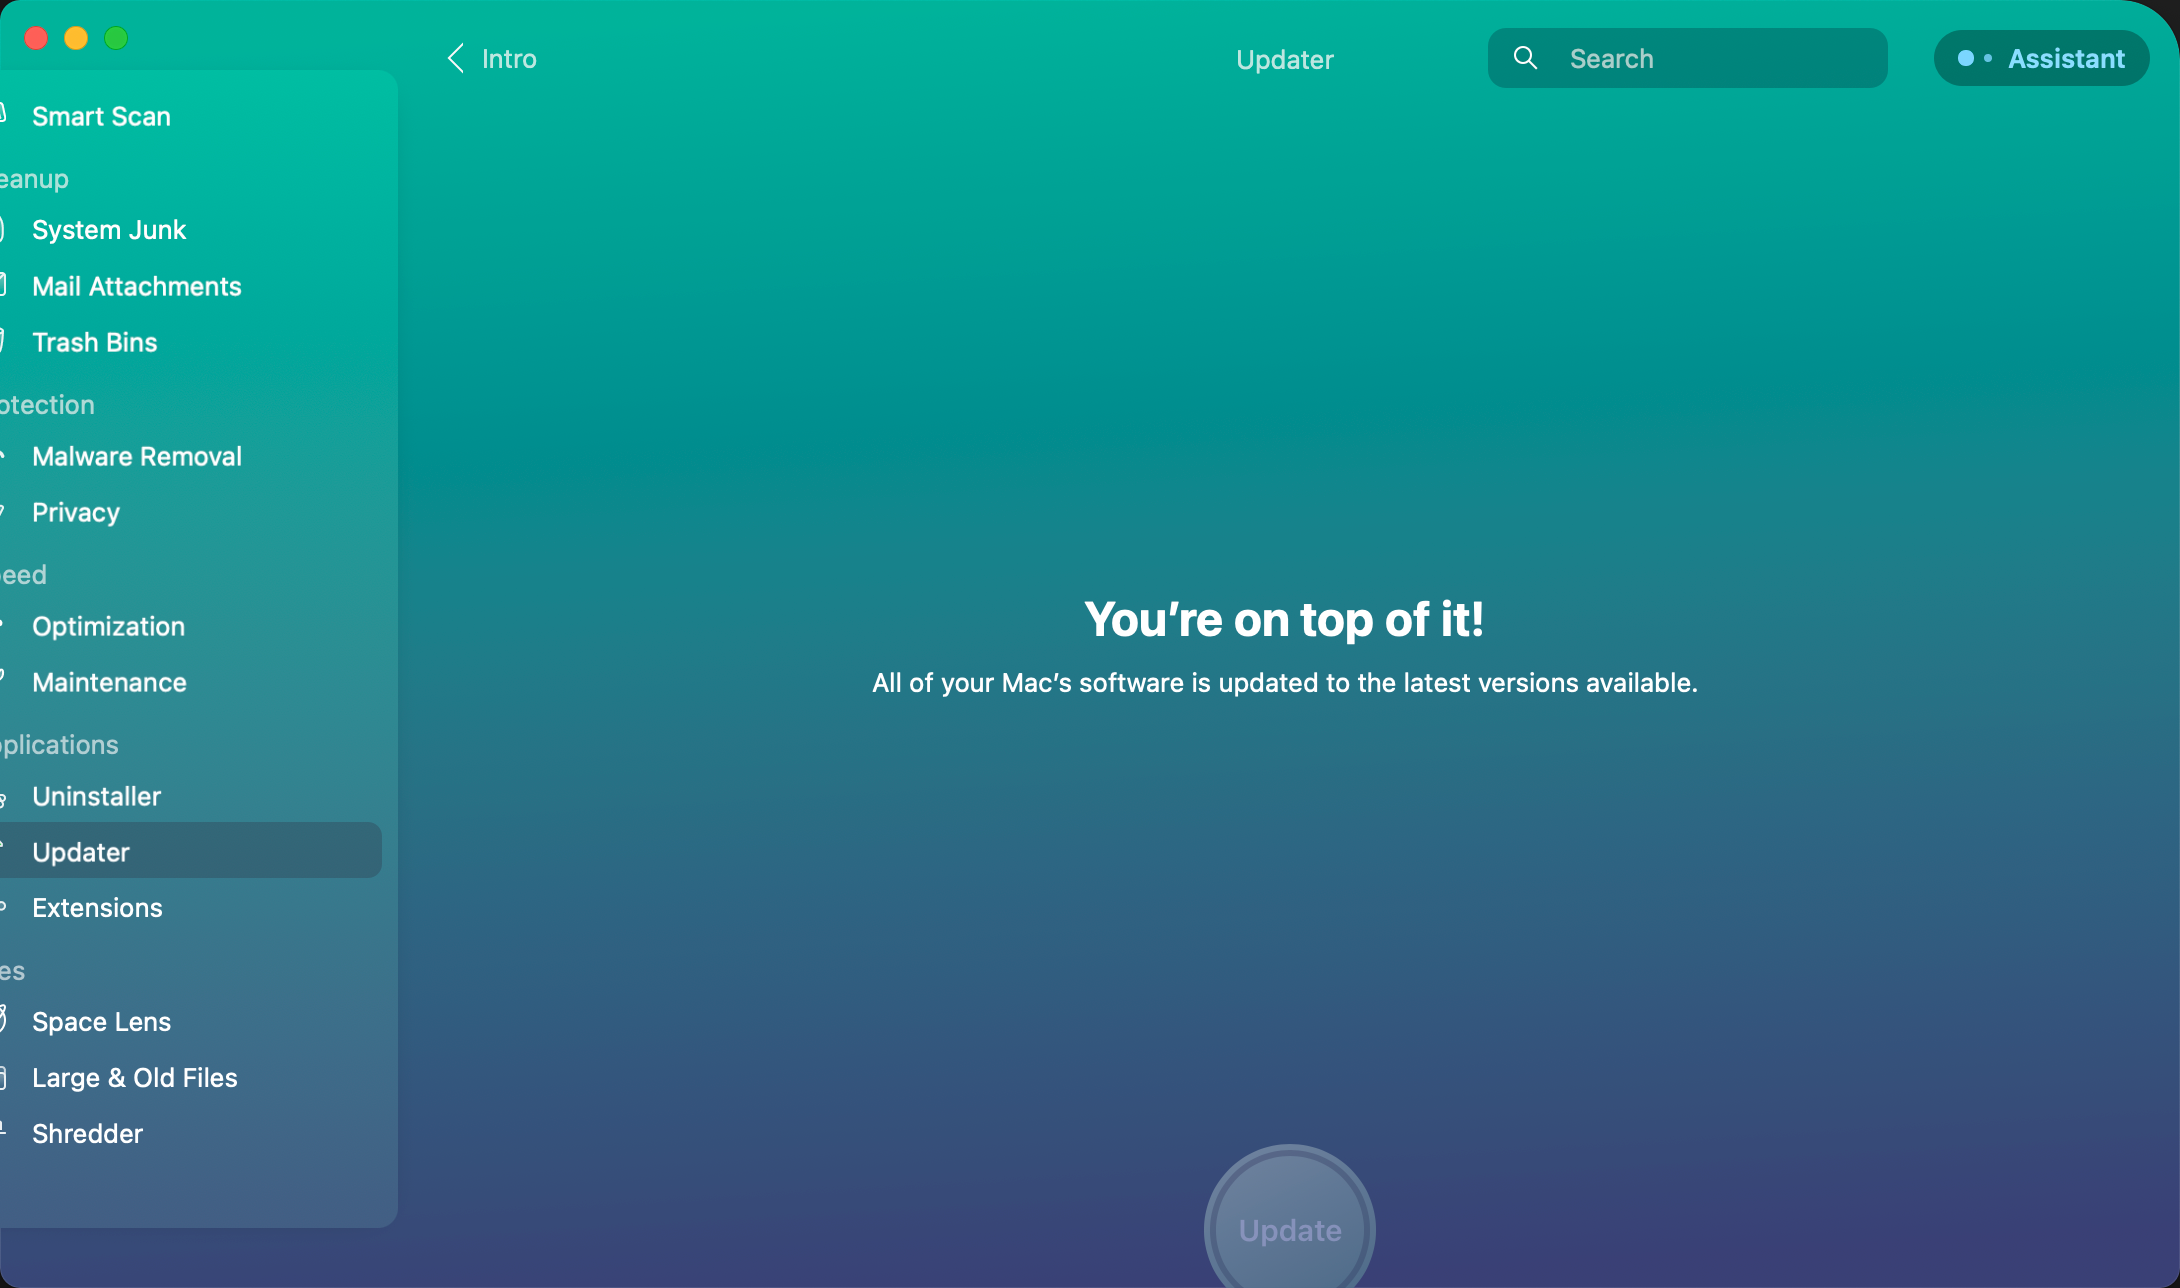 Intro
Updater
Search
Assistant
Smart Scan
eanup
System Junk
Mail Attachments
Trash Bins
otection
Malware Removal
Privacy
eed
Optimization
Maintenance
plications
Uninstaller
Updater
Extensions
es
Space Lens
Large & Old Files
Shredder
You’re on top of it!
All of your Mac’s software is updated to the latest versions available.
Update